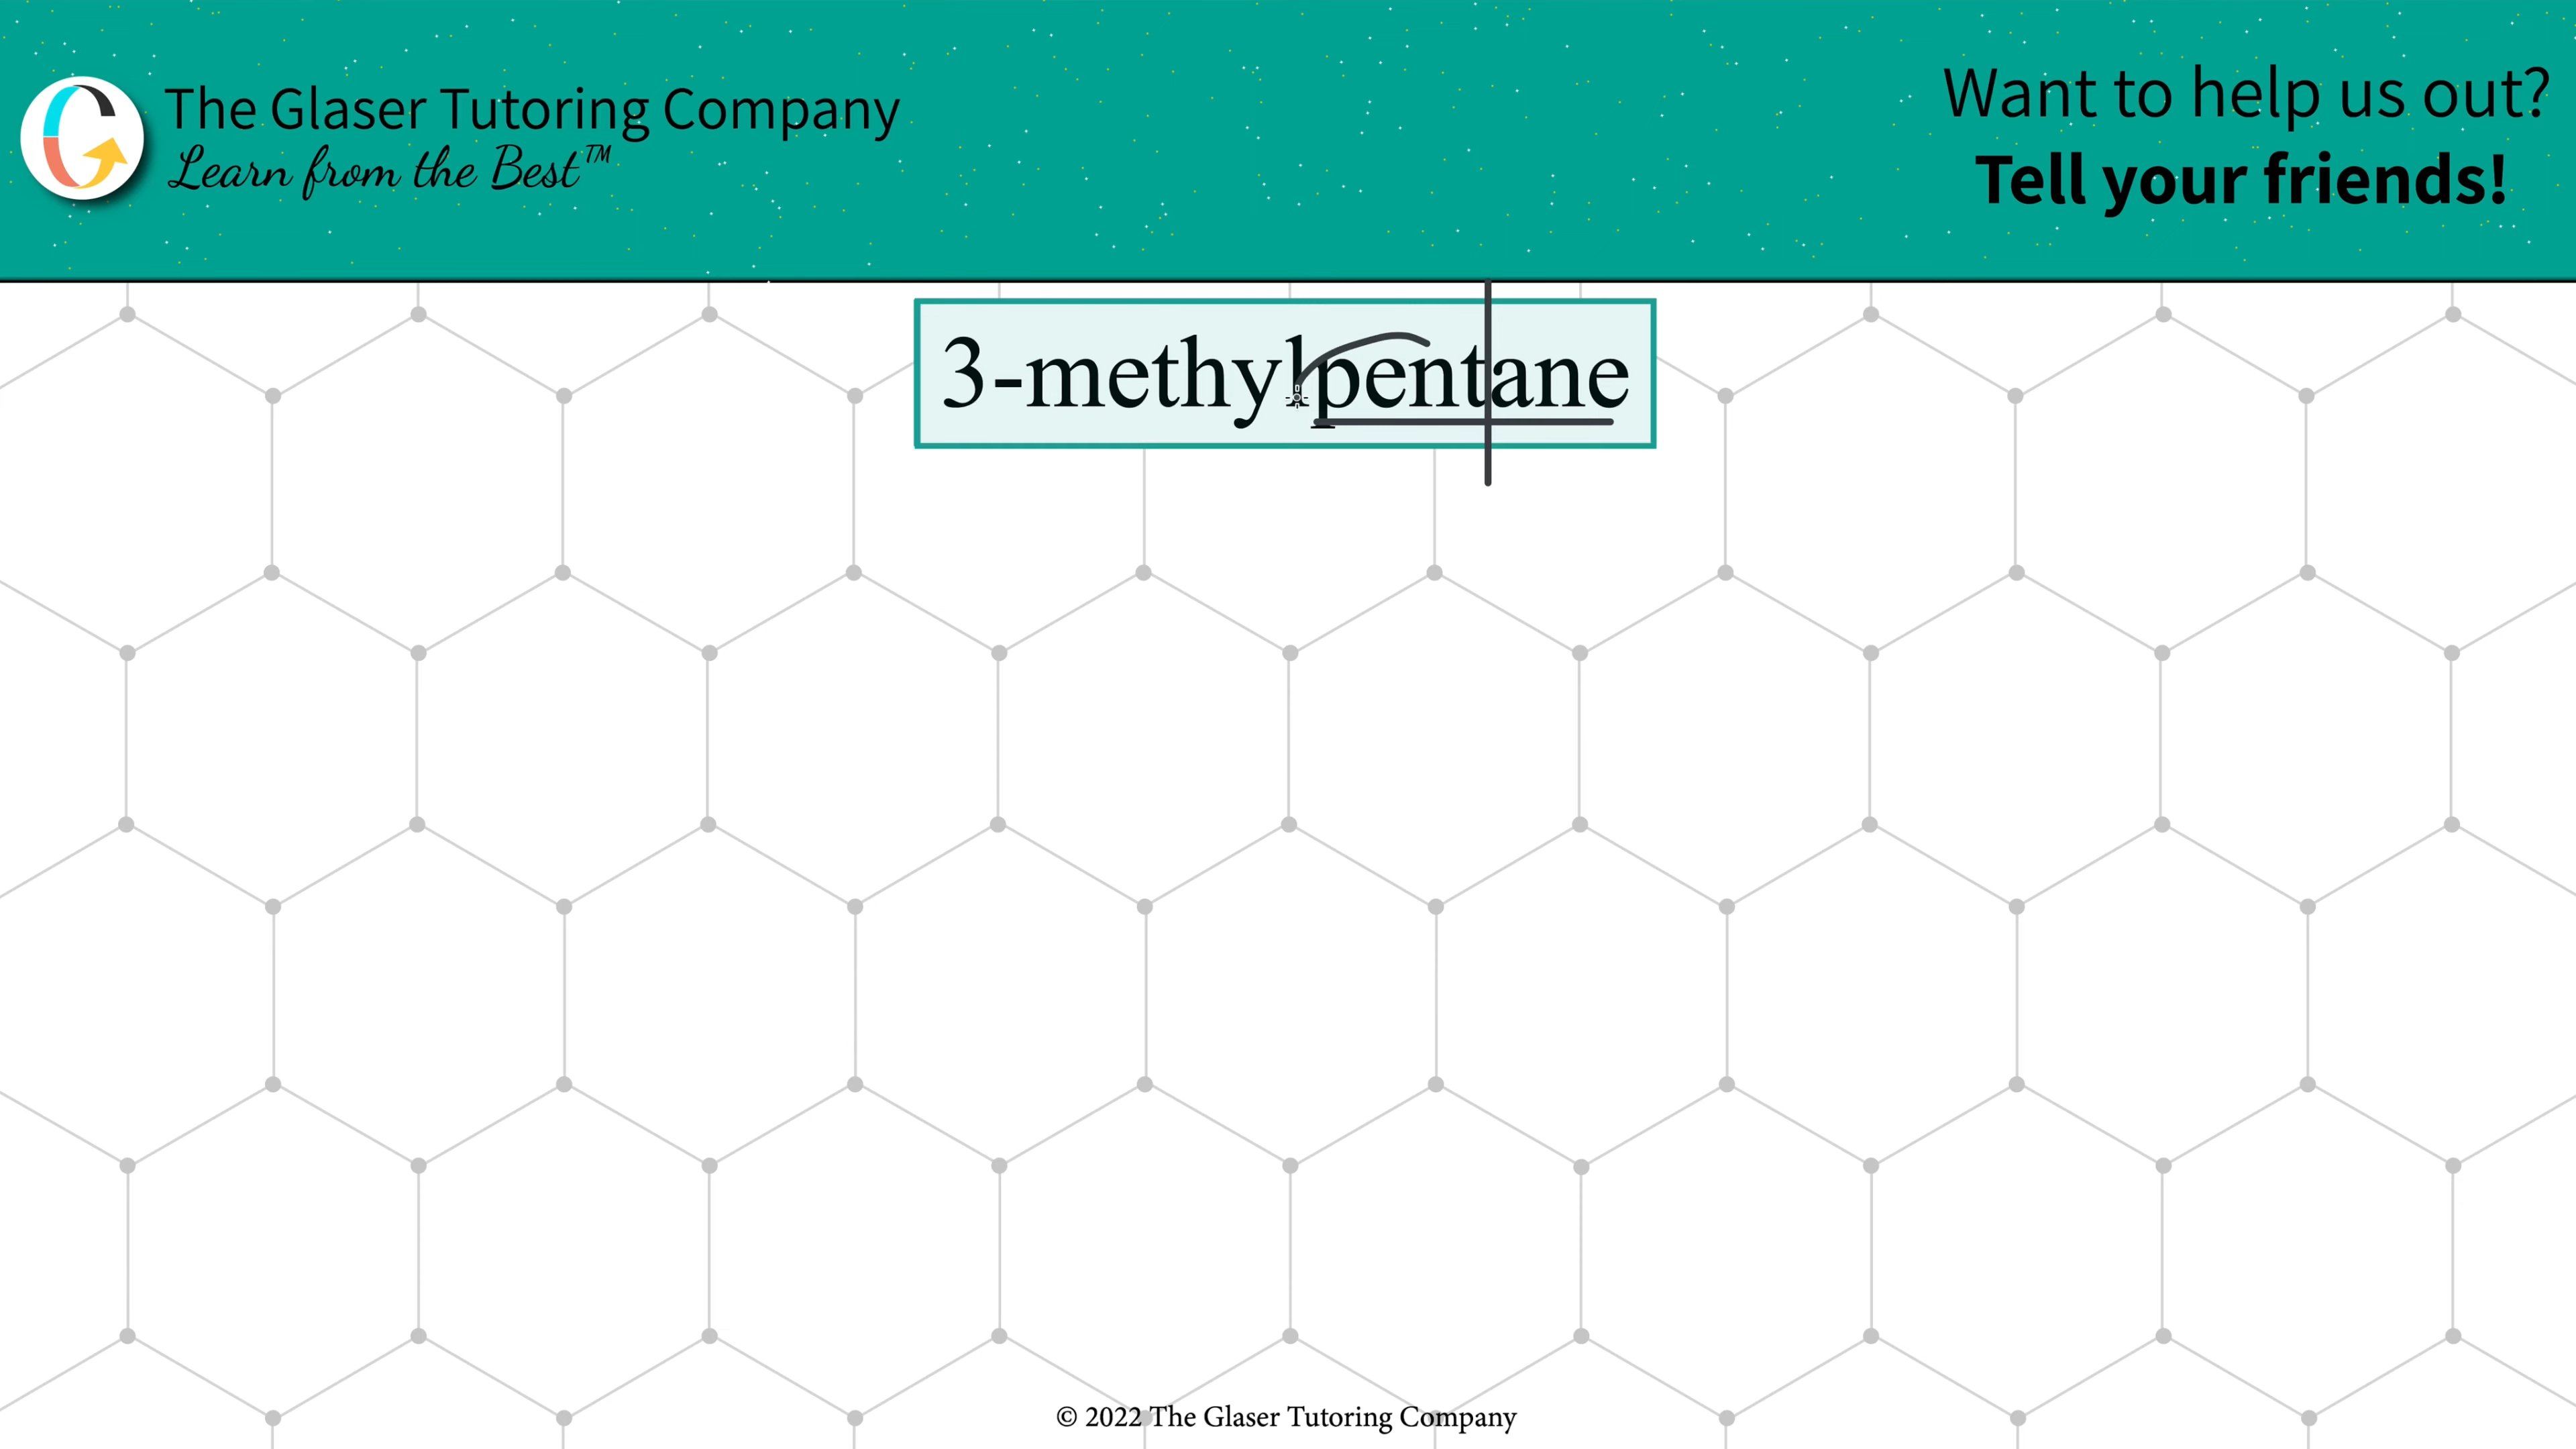 The Glaser Tutoring Company
Learn from the Best™
Want to help us out?
Tell your friends!
3-methylpentane
© 2022 The Glaser Tutoring Company